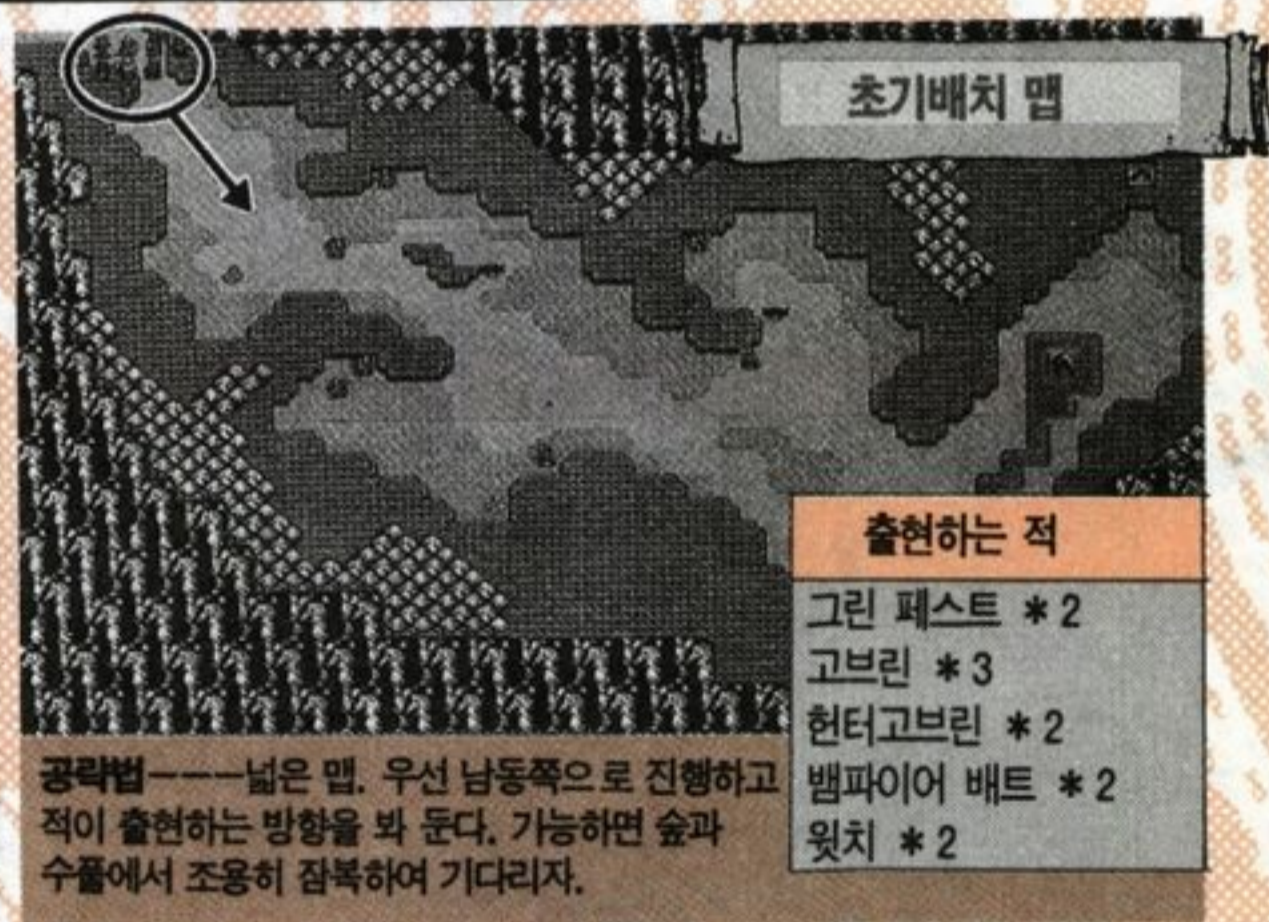 초기배치 맵
출현하는 적
그린 페스트 *2
고브린 *3
헌터고브린 *2
뱀파이어 배트 *2
윗치 *2
공략법———넓은 맵. 우선 남동쪽으로 진행하고
적이 출현하는 방향을 봐 둔다. 가능하면 숲과
수풀에서 조용히 잠복하여 기다리자.